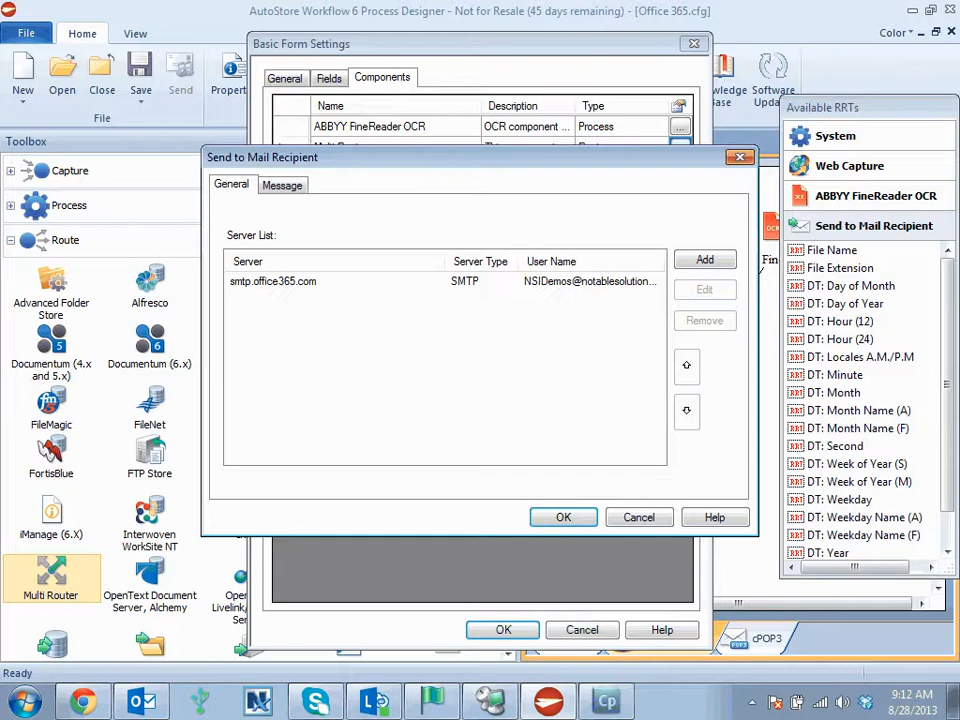 AutoStore Workflow 6 Process Designer - Not for Resale (45 days remaining) - [Office 365.cfg]
File
Home
View
Color
New
Open
Close
Save
Send
File
Toolbox
Capture
Process
Route
Advanced Folder
Store
Alfresco
Documentum (4.x
and 5.x)
Documentum (6.x)
FileMagic
FileNet
FortisBlue
FTP Store
iManage (6.X)
Interwoven
WorkSite NT
Multi Router
OpenText Document
Server, Alchemy
Ready
Basic Form Settings
General
Fields
Components
Name
Description
Type
ABBYY FineReader OCR
OCR component ...
Process
...
Send to Mail Recipient
General
Message
Server List:
Server
Server Type
User Name
smtp.office365.com
SMTP
NSIDemos@notablesolution...
Add
Edit
Remove
OK
Cancel
Help
OK
Cancel
Help
Available RRTs
System
Web Capture
ABBYY FineReader OCR
Send to Mail Recipient
File Name
File Extension
DT: Day of Month
DT: Day of Year
DT: Hour (12)
DT: Hour (24)
DT: Locales A.M./P.M
DT: Minute
DT: Month
DT: Month Name (A)
DT: Month Name (F)
DT: Second
DT: Week of Year (S)
DT: Week of Year (M)
DT: Weekday
DT: Weekday Name (A)
DT: Weekday Name (F)
DT: Year
cPOP3
9:12 AM
8/28/2013